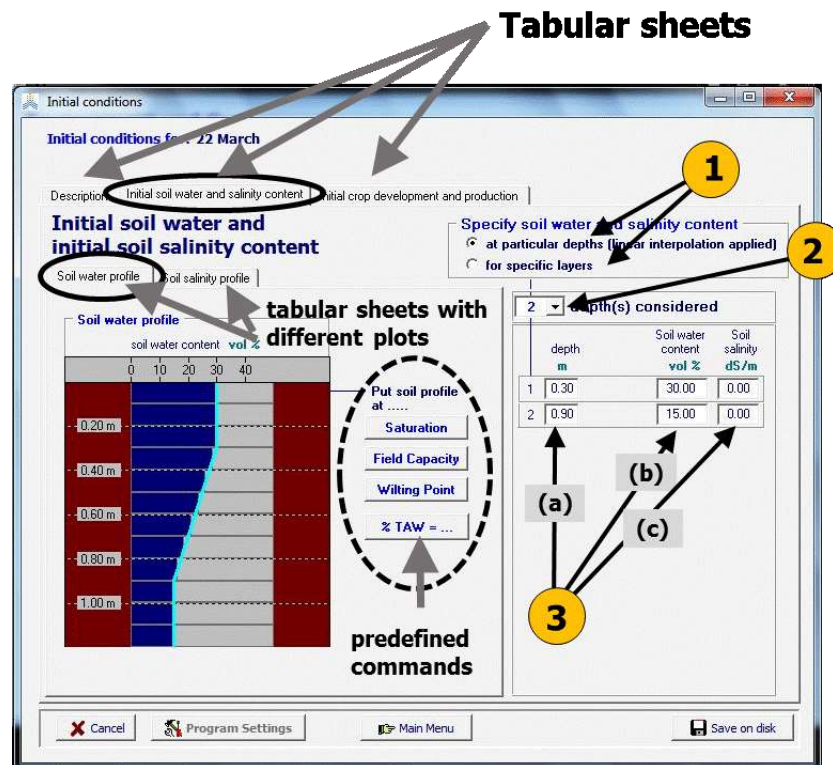 Tabular sheets
Initial conditions
Initial conditions for: 22 March
Description
Initial soil water and salinity content
Initial crop development and production
1
Initial soil water and
initial soil salinity content
Specify soil water and salinity content
at particular depths (linear interpolation applied)
for specific layers
2
Soil water profile
Soil salinity profile
tabular sheets with
different plots
2 depth(s) considered
Soil water profile
soil water content vol %
0 10 20 30 40
0.20 m
0.40 m
0.60 m
0.80 m
1.00 m
Put soil profile
at .....
Saturation
Field Capacity
Wilting Point
% TAW = ...
predefined
commands
depth Soil water content Soil salinity
m vol % dS/m
1 0.30 30.00 0.00
2 0.90 15.00 0.00
(a)
(b)
(c)
3
Cancel
Program Settings
Main Menu
Save on disk